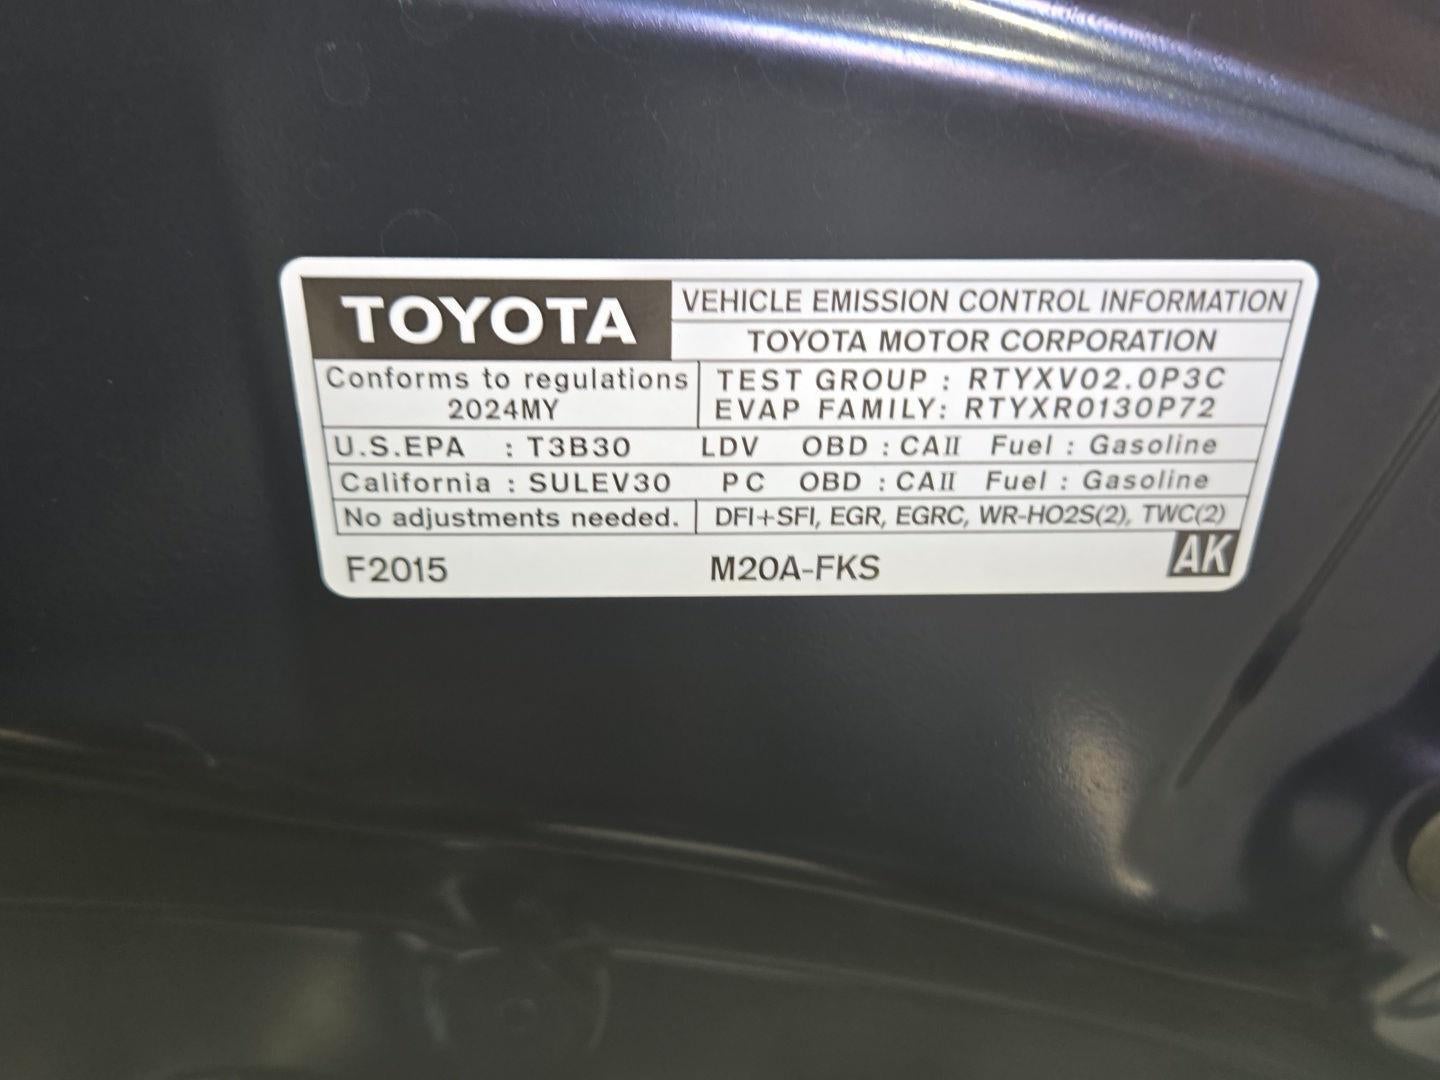 TOYOTA
VEHICLE EMISSION CONTROL INFORMATION
TOYOTA MOTOR CORPORATION
Conforms to regulations
2024MY
TEST GROUP : RTYXV02.0P3C
EVAP FAMILY: RTYXR0130P72
U.S.EPA : T3B30 LDV OBD : CAII Fuel : Gasoline
California : SULEV30 PC OBD : CAII Fuel : Gasoline
No adjustments needed. DFI+SFI, EGR, EGRC, WR-HO2S(2), TWC(2)
F2015 M20A-FKS AK